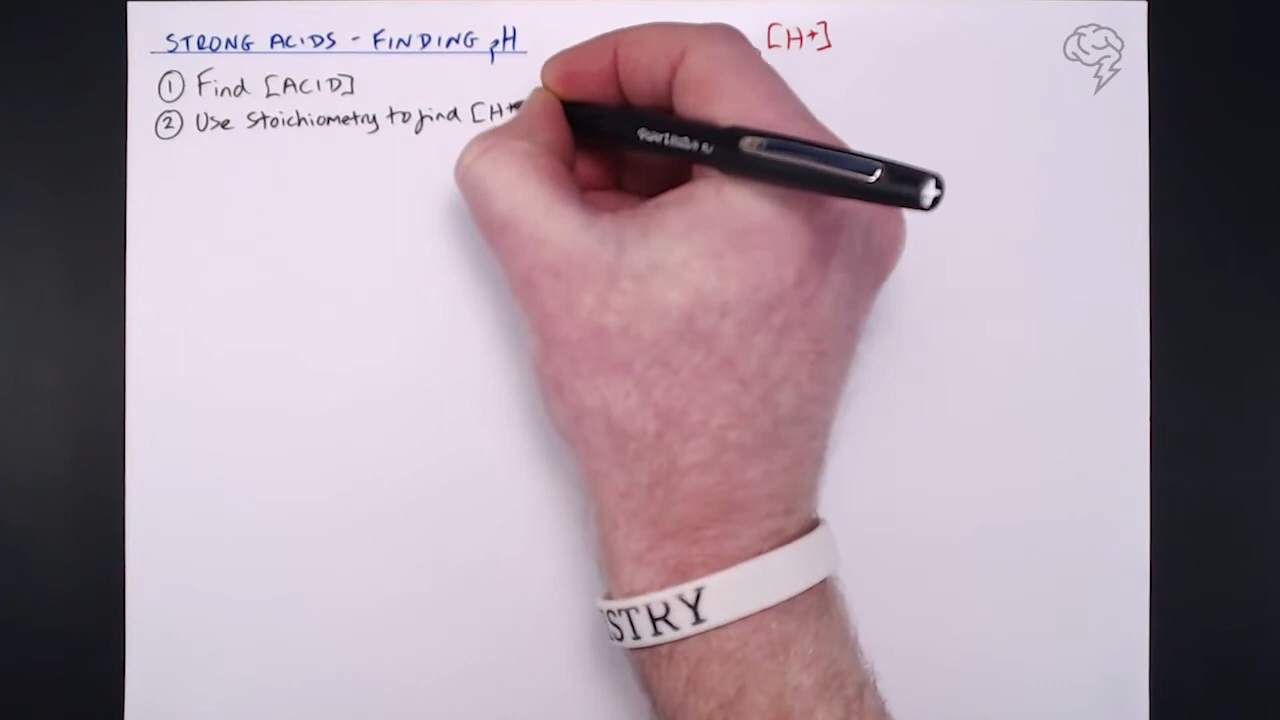 STRONG ACIDS - FINDING pH
[H+]
① Find [ACID]
② Use Stoichiometry to find [H+
STRY